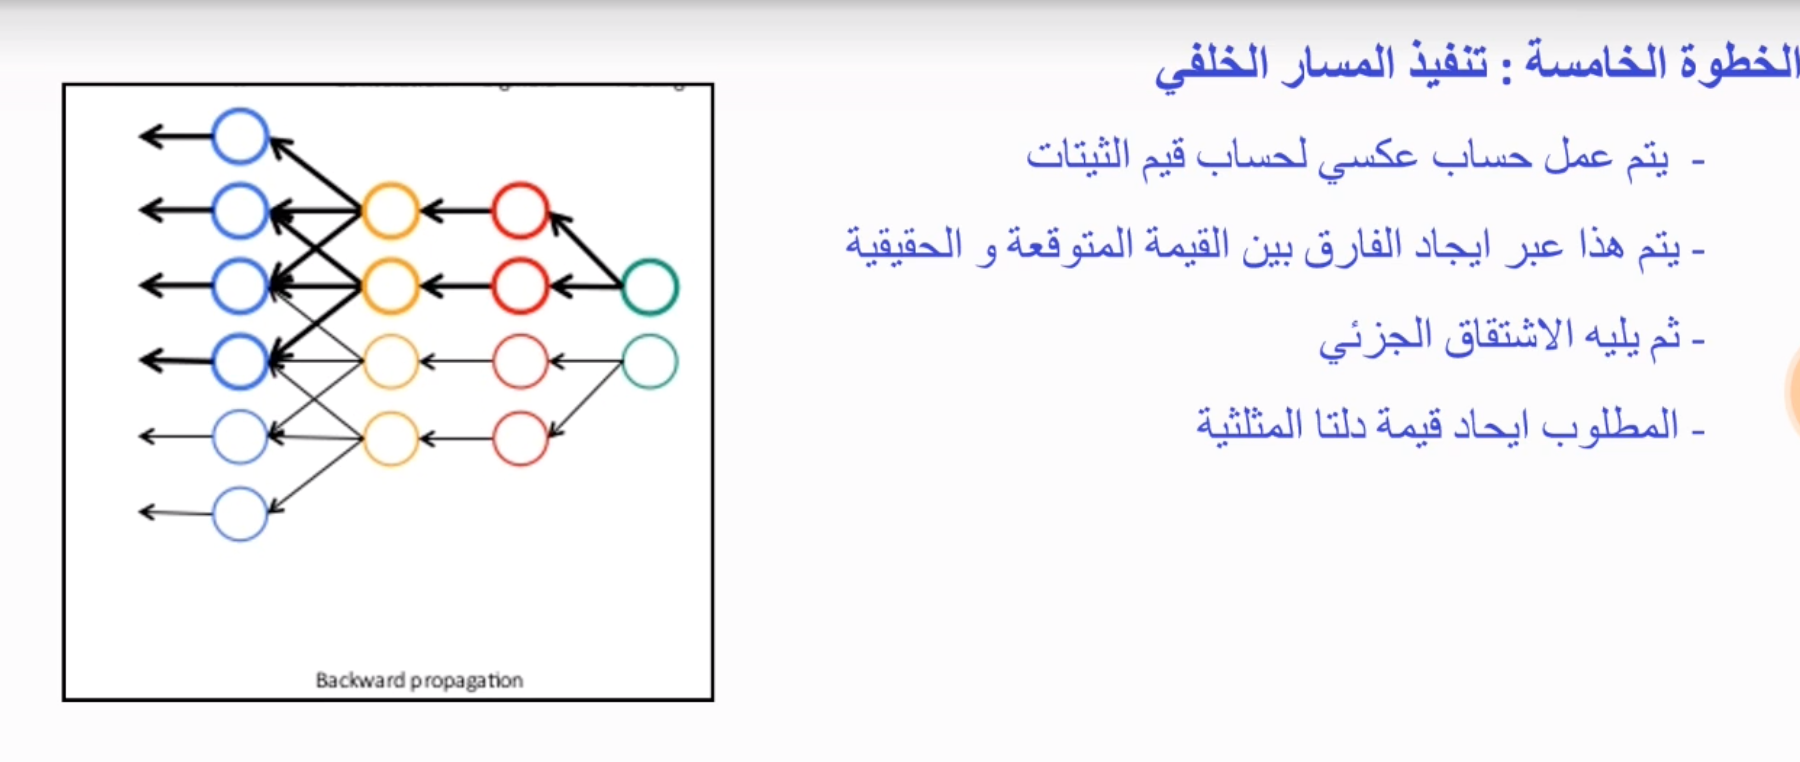 الخطوة الخامسة : تنفيذ المسار الخلفي
- يتم عمل حساب عكسي لحساب قيم الثيتات
- يتم هذا عبر ايجاد الفارق بين القيمة المتوقعة و الحقيقية
- ثم يليه الاشتقاق الجزئي
- المطلوب ايحاد قيمة دلتا المثلثية
Backward propagation